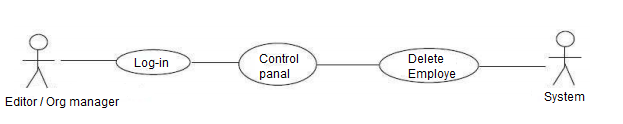 Editor / Org manager
Log-in
Control
panal
Delete
Employe
System